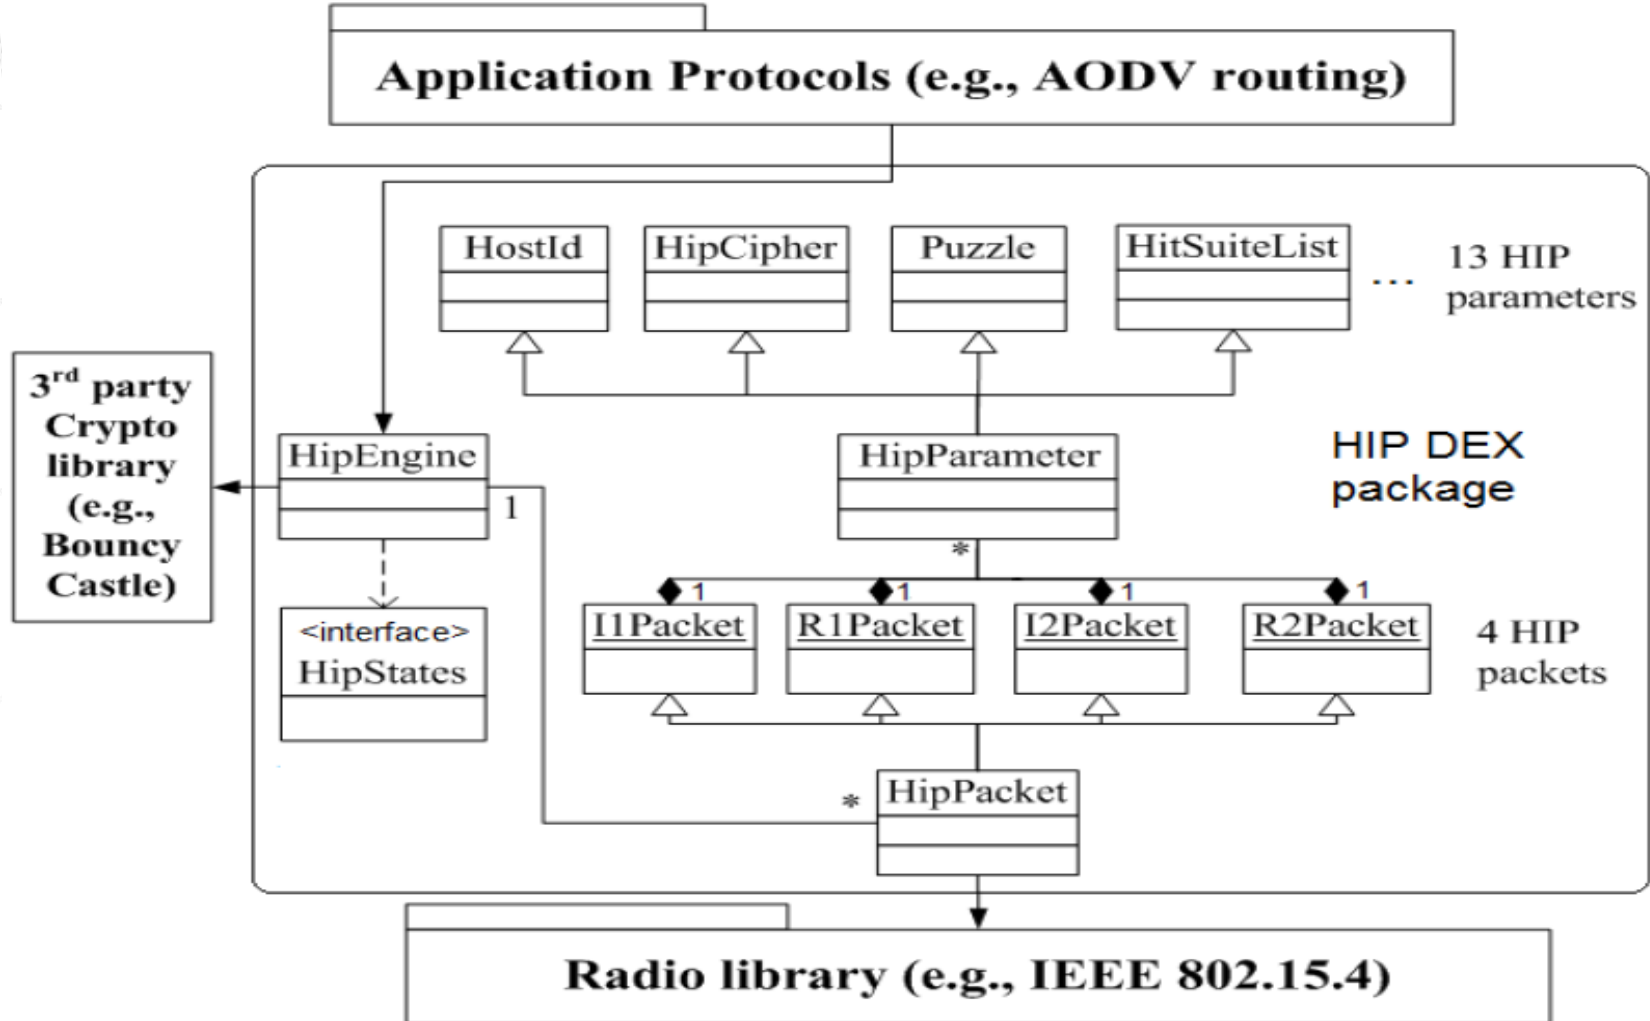 Application Protocols (e.g., AODV routing)
HostId
HipCipher
Puzzle
HitSuiteList
...
13 HIP
parameters
3rd party
Crypto
library
(e.g.,
Bouncy
Castle)
HipEngine
1
HipParameter
*
HIP DEX
package
1
1
1
1
<interface>
HipStates
I1Packet
R1Packet
I2Packet
R2Packet
4 HIP
packets
*
HipPacket
Radio library (e.g., IEEE 802.15.4)